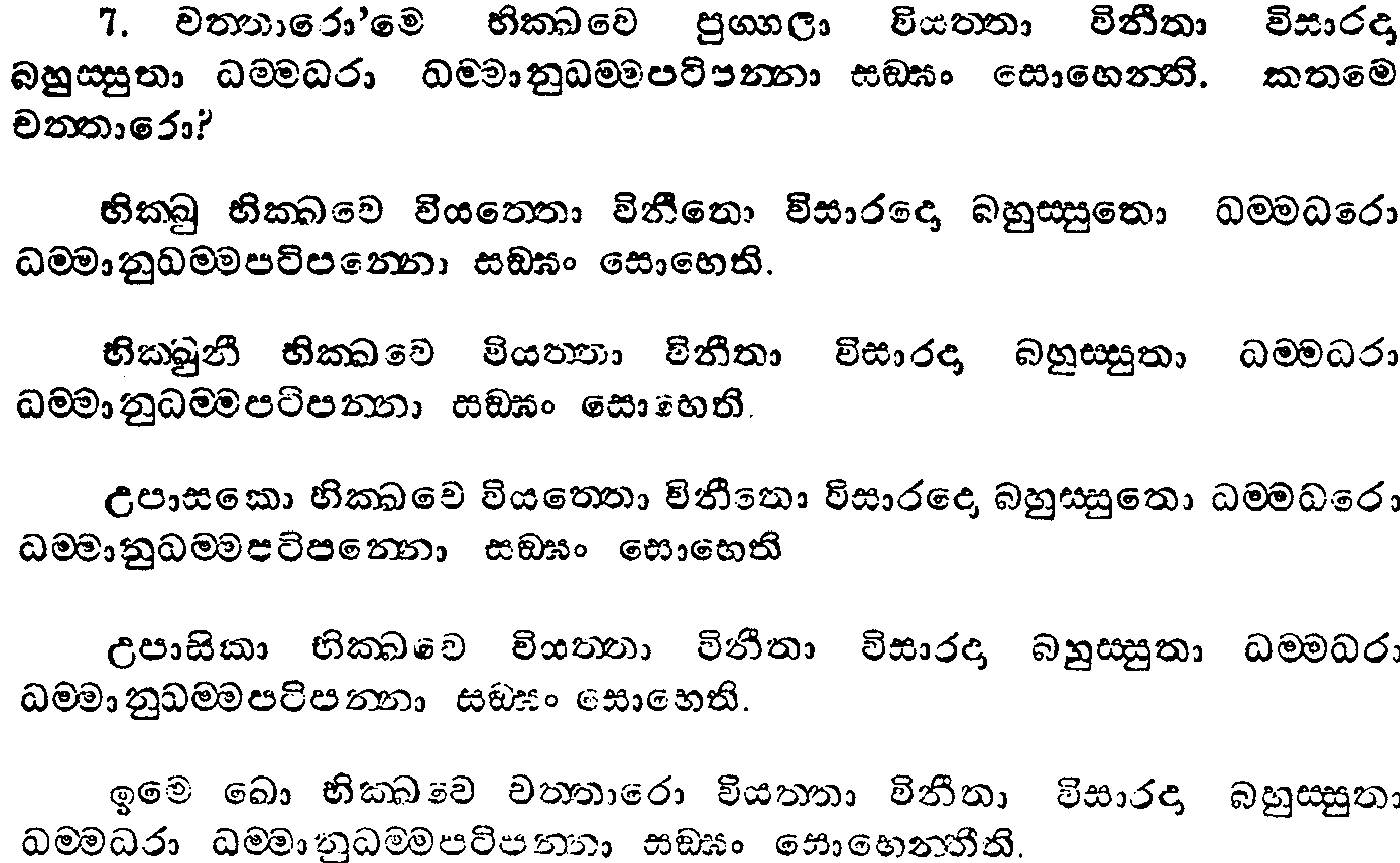 7. චත්තාරො’මෙ භික්ඛවෙ පුග්ගලා වියත්තා විනීතා විසාරදා
බහුස්සුතා ධම්මධරා ධම්මානුධම්මපටිපන්නා සඞ්ඝං සොභෙන්ති. කතමෙ
චත්තාරො?
භික්ඛු භික්ඛවෙ වියත්තො විනීතො විසාරදො බහුස්සුතො ධම්මධරො
ධම්මානුධම්මපටිපන්නො සඞ්ඝං සොභෙති.
භික්ඛුනී භික්ඛවෙ වියත්තා විනීතා විසාරදා බහුස්සුතා ධම්මධරා
ධම්මානුධම්මපටිපන්නා සඞ්ඝං සොභෙති.
උපාසකො භික්ඛවෙ වියත්තො විනීතො විසාරදො බහුස්සුතො ධම්මධරො
ධම්මානුධම්මපටිපන්නො සඞ්ඝං සොභෙති
උපාසිකා භික්ඛවෙ වියත්තා විනීතා විසාරදා බහුස්සුතා ධම්මධරා
ධම්මානුධම්මපටිපන්නා සඞ්ඝං සොභෙති.
ඉමෙ ඛො භික්ඛවෙ චත්තාරො වියත්තා විනීතා විසාරදා බහුස්සුතා
ධම්මධරා ධම්මානුධම්මපටිපන්නා සඞ්ඝං සොභෙන්තීති.